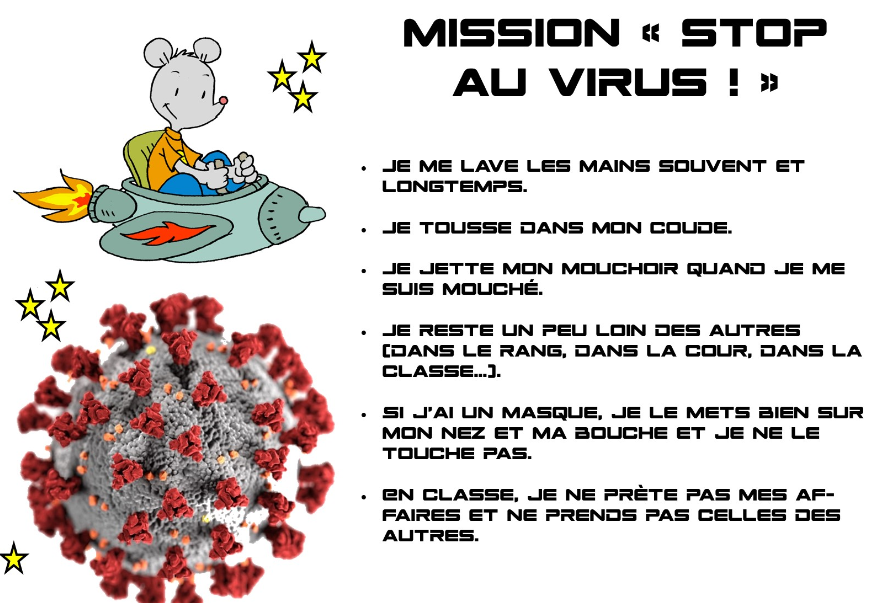 MISSION « STOP
AU VIRUS ! »
• JE ME LAVE LES MAINS SOUVENT ET
LONGTEMPS.
• JE TOUSSE DANS MON COUDE.
• JE JETTE MON MOUCHOIR QUAND JE ME
SUIS MOUCHÉ.
• JE RESTE UN PEU LOIN DES AUTRES
(DANS LE RANG, DANS LA COUR, DANS LA
CLASSE...).
• SI J'AI UN MASQUE, JE LE METS BIEN SUR
MON NEZ ET MA BOUCHE ET JE NE LE
TOUCHE PAS.
• EN CLASSE, JE NE PRÈTE PAS MES AF-
FAIRES ET NE PRENDS PAS CELLES DES
AUTRES.